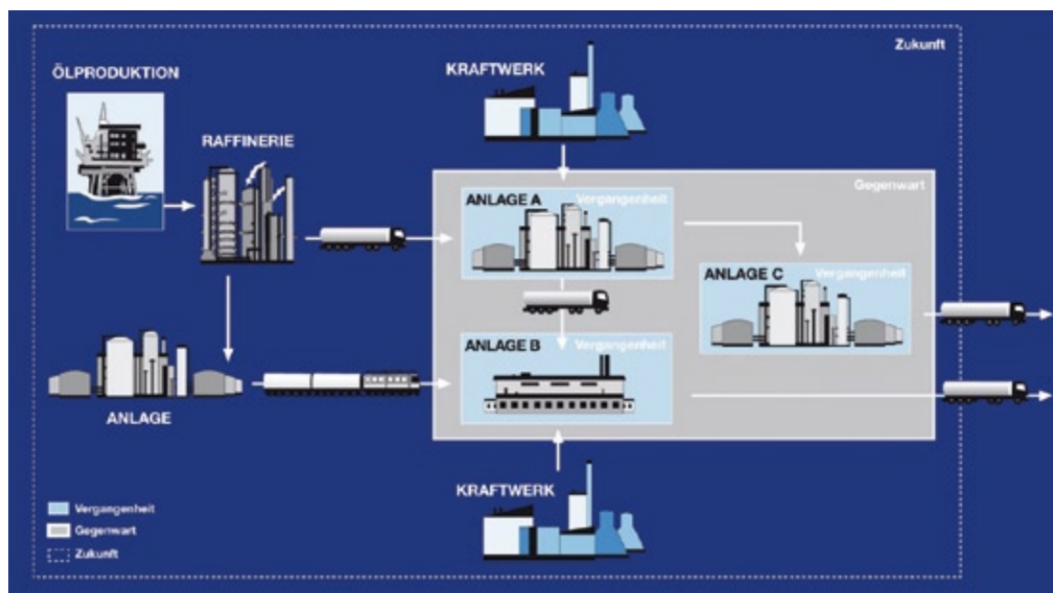 Zukunft
ÖLPRODUKTION
KRAFTWERK
RAFFINERIE
Gegenwart
ANLAGE A Vergangenheit
ANLAGE C Vergangenheit
ANLAGE B Vergangenheit
ANLAGE
KRAFTWERK
Vergangenheit
Gegenwart
Zukunft